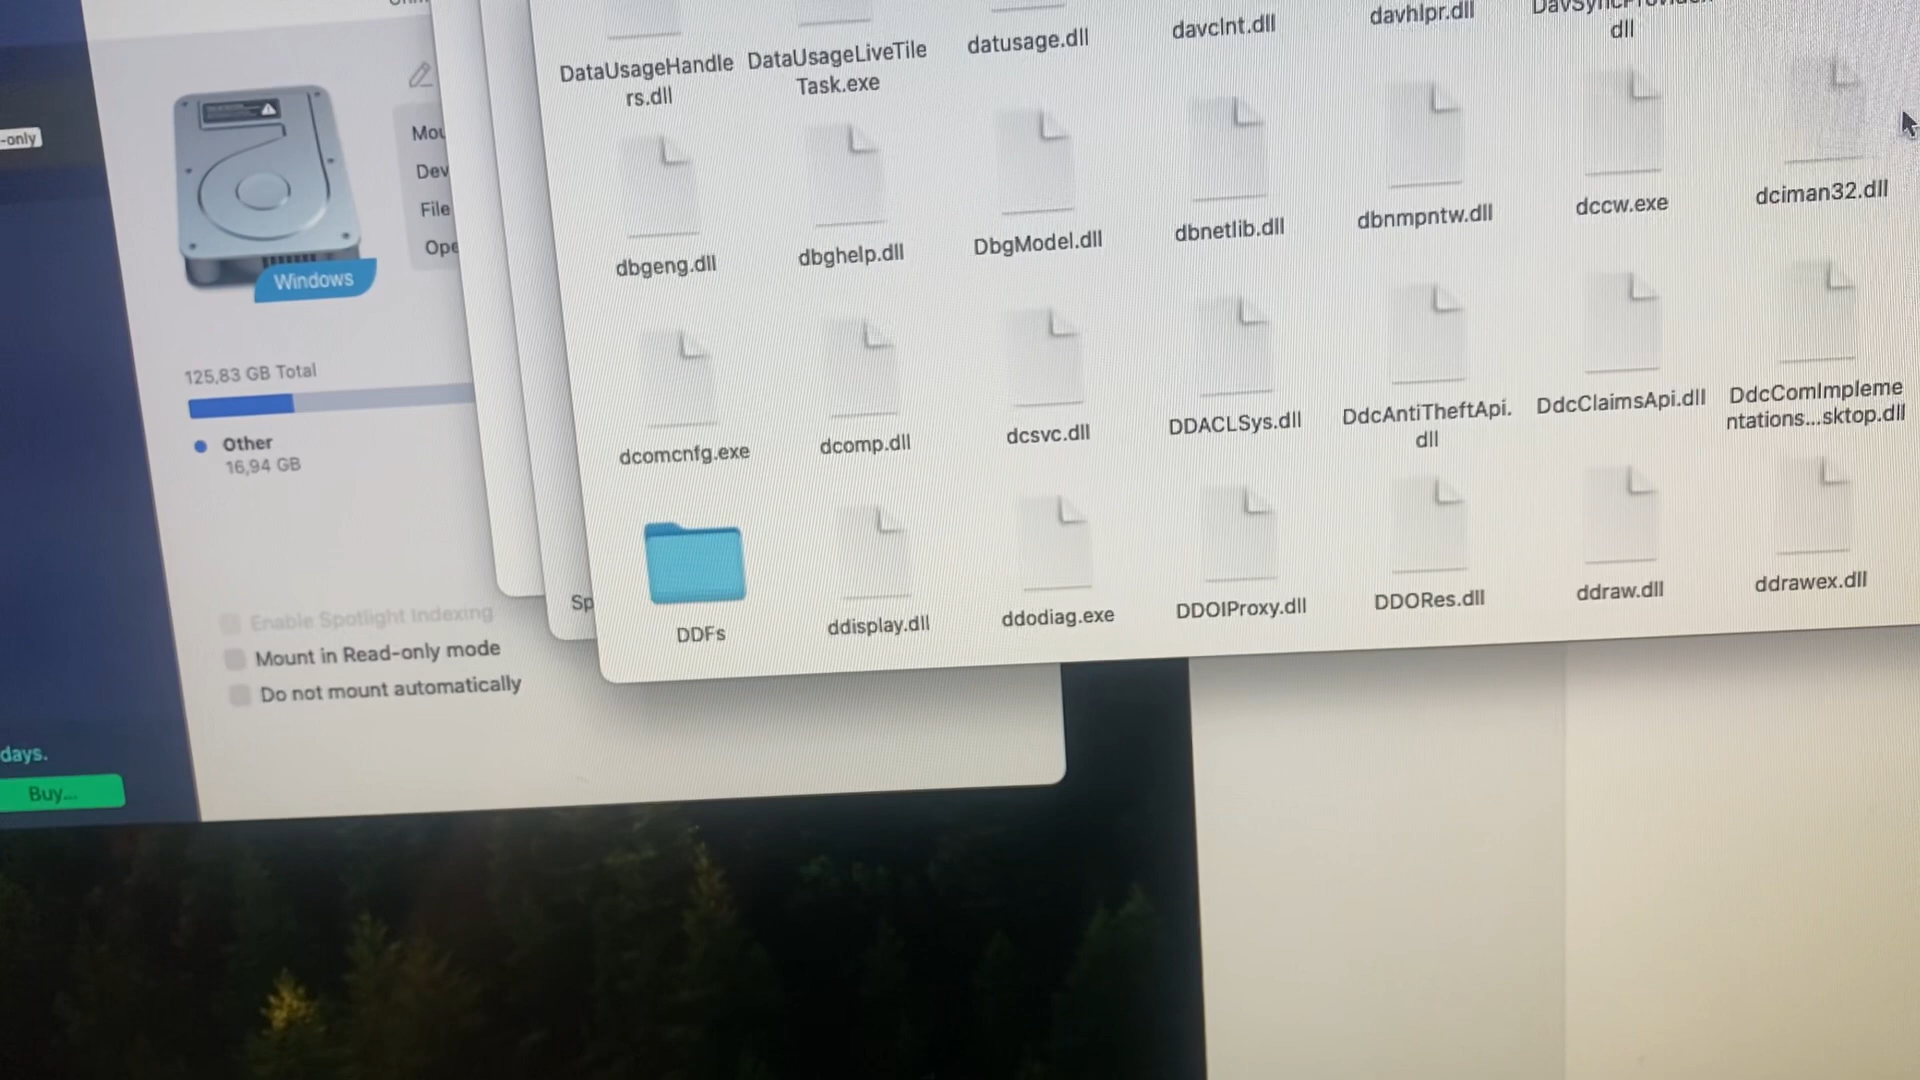 -only
Mou
Dev
File
Ope
Windows
125,83 GB Total
Other
16,94 GB
Enable Spotlight Indexing
Mount in Read-only mode
Do not mount automatically
days.
Buy...
Sp
DataUsageHandle
rs.dll
DataUsageLiveTile
Task.exe
datusage.dll
davclnt.dll
davhlpr.dll
dll
dbgeng.dll
dbghelp.dll
DbgModel.dll
dbnetlib.dll
dbnmpntw.dll
dccw.exe
dciman32.dll
dcomcnfg.exe
dcomp.dll
dcsvc.dll
DDACLSys.dll
DdcAntiTheftApi.
dll
DdcClaimsApi.dll
DdcComImpleme
ntations...sktop.dll
DDFs
ddisplay.dll
ddodiag.exe
DDOIProxy.dll
DDORes.dll
ddraw.dll
ddrawex.dll